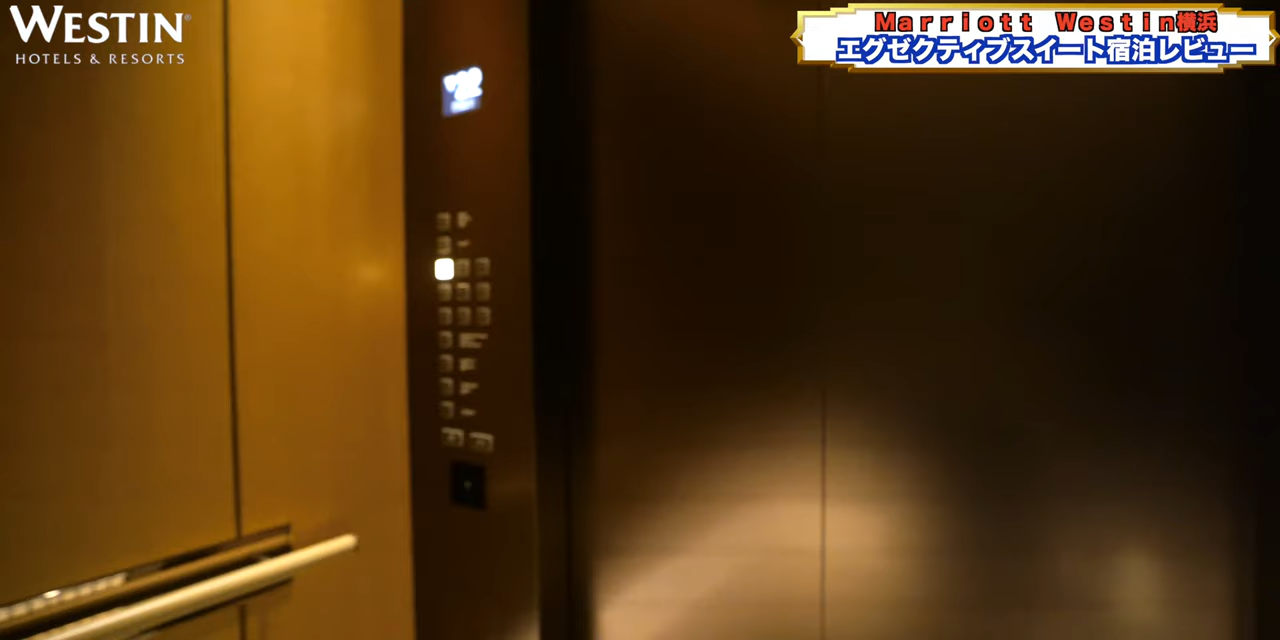 WESTIN®
HOTELS & RESORTS
Ｍａｒｒｉｏｔｔ　Ｗｅｓｔｉｎ横浜
エグゼクティブスイート宿泊レビュー